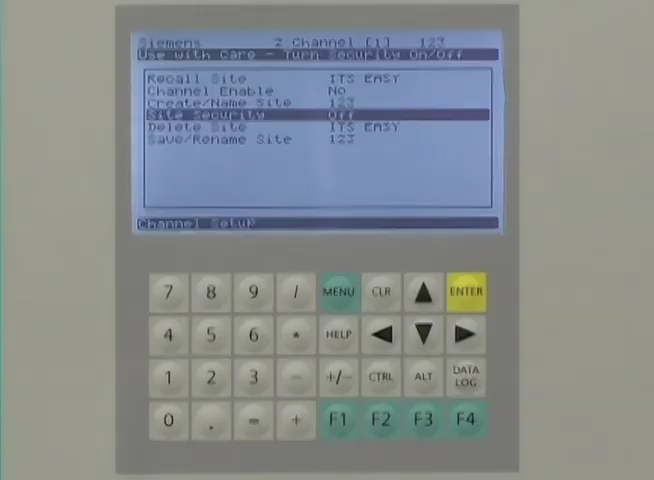 Siemens 2 Channel [1] 123
Use with Care - Turn Security On/Off
Recall Site ITS EASY
Channel Enable No
Create/Name Site 123
Site Security Off
Delete Site ITS EASY
Save/Rename Site 123
Channel Setup
7 8 9 / MENU CLR ENTER
4 5 6 * HELP
1 2 3 - +/- CTRL ALT DATA LOG
0 . = + F1 F2 F3 F4